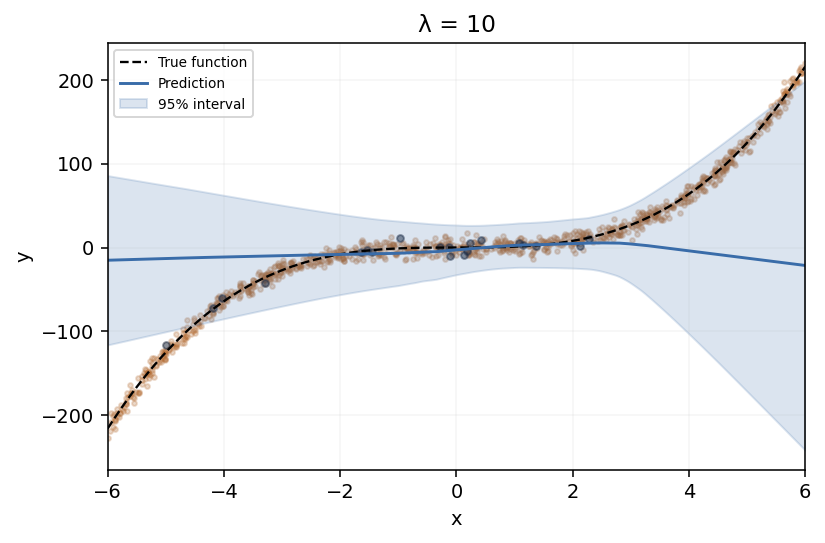 λ = 10
True function
Prediction
95% interval
200
100
0
−100
−200
y
−6 −4 −2 0 2 4 6
x